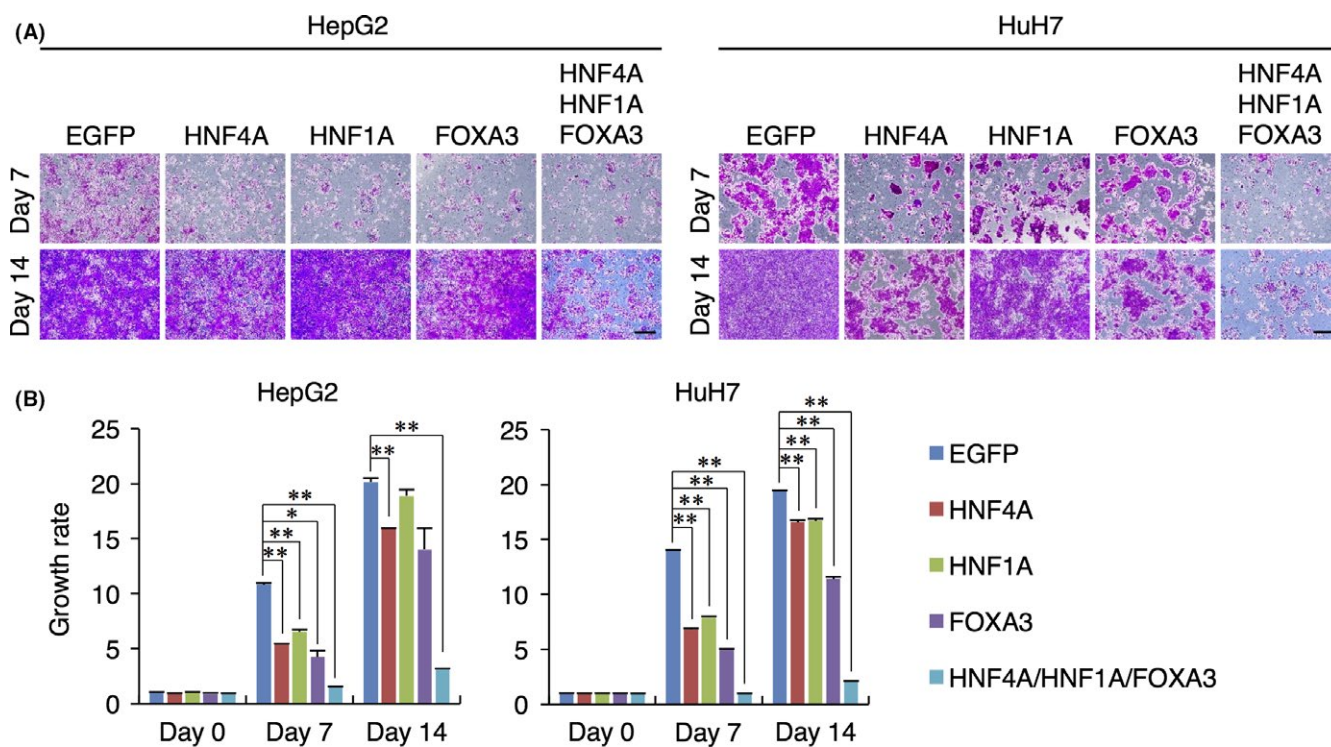 (A)
HepG2
HuH7
EGFP
HNF4A
HNF1A
FOXA3
HNF4A
HNF1A
FOXA3
EGFP
HNF4A
HNF1A
FOXA3
HNF4A
HNF1A
FOXA3
Day 7
Day 14
Day 7
Day 14
(B)
HepG2
Growth rate
25
20
15
10
5
0
**
**
*
**
**
**
**
Day 0
Day 7
Day 14
HuH7
25
20
15
10
5
0
**
**
**
**
**
**
**
**
Day 0
Day 7
Day 14
EGFP
HNF4A
HNF1A
FOXA3
HNF4A/HNF1A/FOXA3